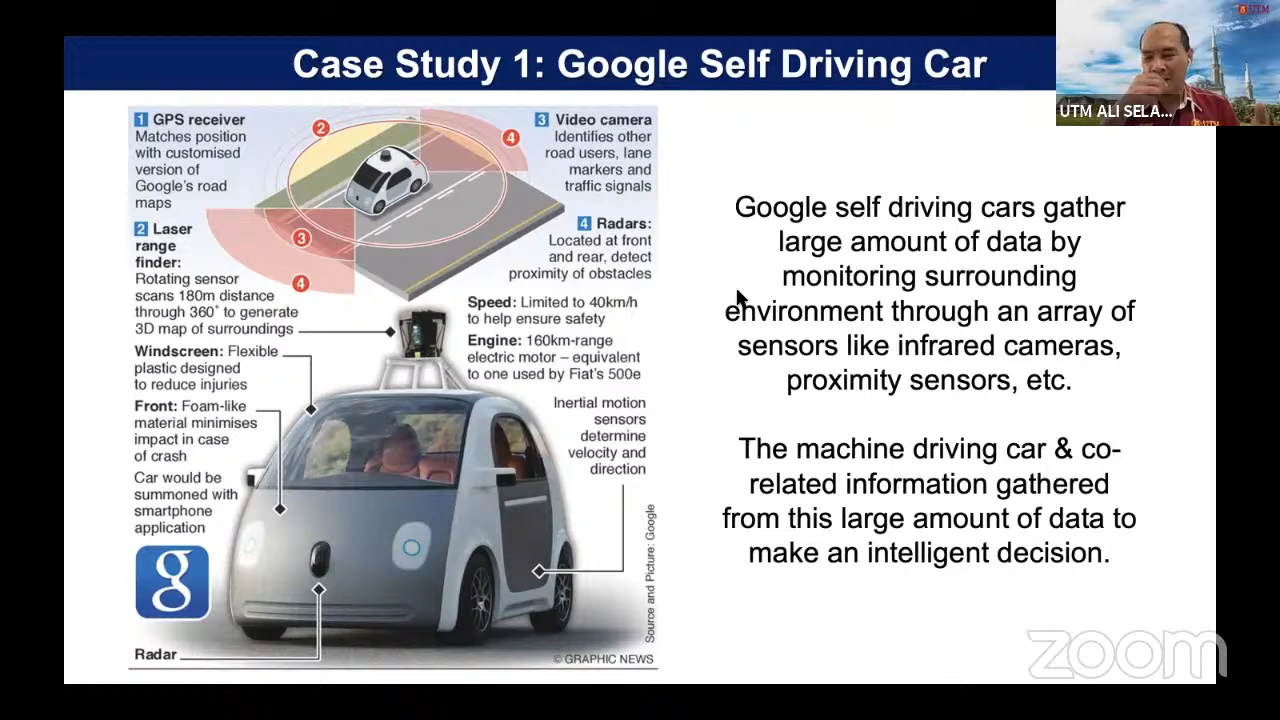 Case Study 1: Google Self Driving Car
UTM
UTM ALI SELA...
1 GPS receiver
Matches position
with customised
version of
Google's road
maps
2 Laser
range
finder:
Rotating sensor
scans 180m distance
through 360° to generate
3D map of surroundings
Windscreen: Flexible
plastic designed
to reduce injuries
Front: Foam-like
material minimises
impact in case
of crash
Car would be
summoned with
smartphone
application
g
Radar
2
4
3
4
3 Video camera
Identifies other
road users, lane
markers and
traffic signals
4 Radars:
Located at front
and rear, detect
proximity of obstacles
Speed: Limited to 40km/h
to help ensure safety
Engine: 160km-range
electric motor – equivalent
to one used by Fiat's 500e
Inertial motion
sensors
determine
velocity and
direction
Source and Picture: Google
© GRAPHIC NEWS
Google self driving cars gather
large amount of data by
monitoring surrounding
environment through an array of
sensors like infrared cameras,
proximity sensors, etc.
The machine driving car & co-
related information gathered
from this large amount of data to
make an intelligent decision.
zoom